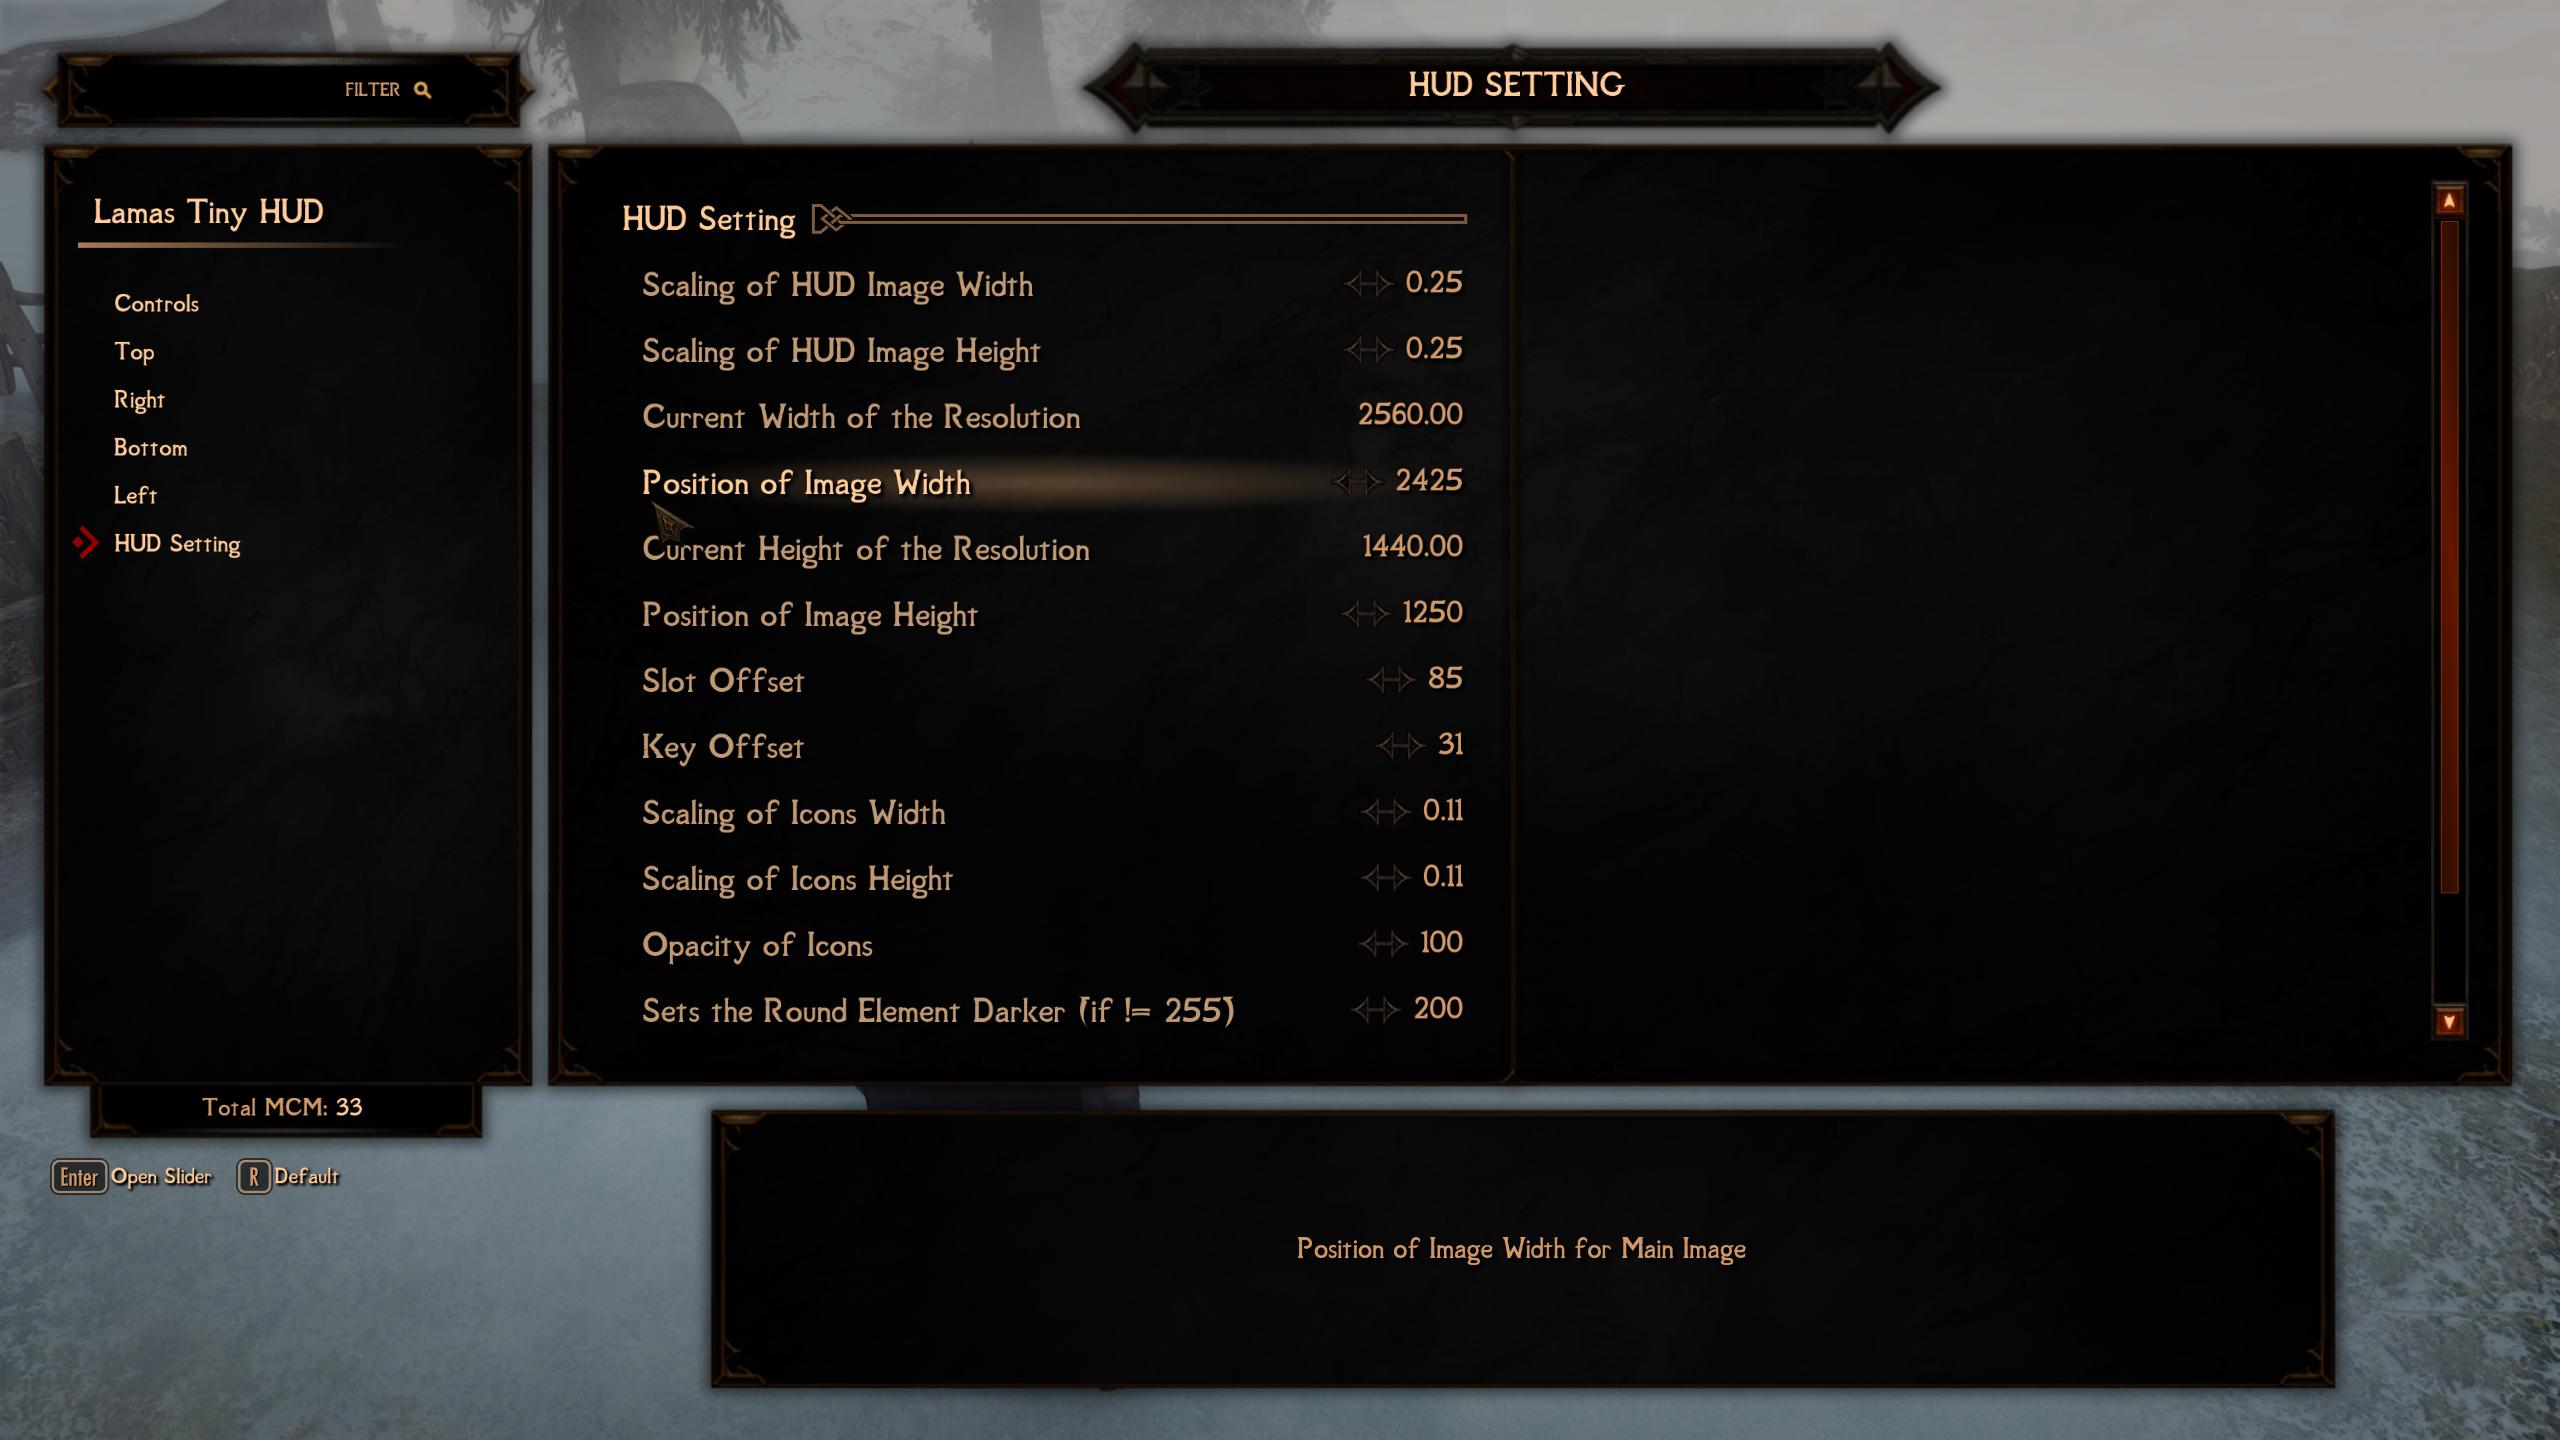 FILTER
HUD SETTING
Lamas Tiny HUD
Controls
Top
Right
Bottom
Left
HUD Setting
HUD Setting
Scaling of HUD Image Width 0.25
Scaling of HUD Image Height 0.25
Current Width of the Resolution 2560.00
Position of Image Width 2425
Current Height of the Resolution 1440.00
Position of Image Height 1250
Slot Offset 85
Key Offset 31
Scaling of Icons Width 0.11
Scaling of Icons Height 0.11
Opacity of Icons 100
Sets the Round Element Darker (if != 255) 200
Total MCM: 33
Enter Open Slider R Default
Position of Image Width for Main Image